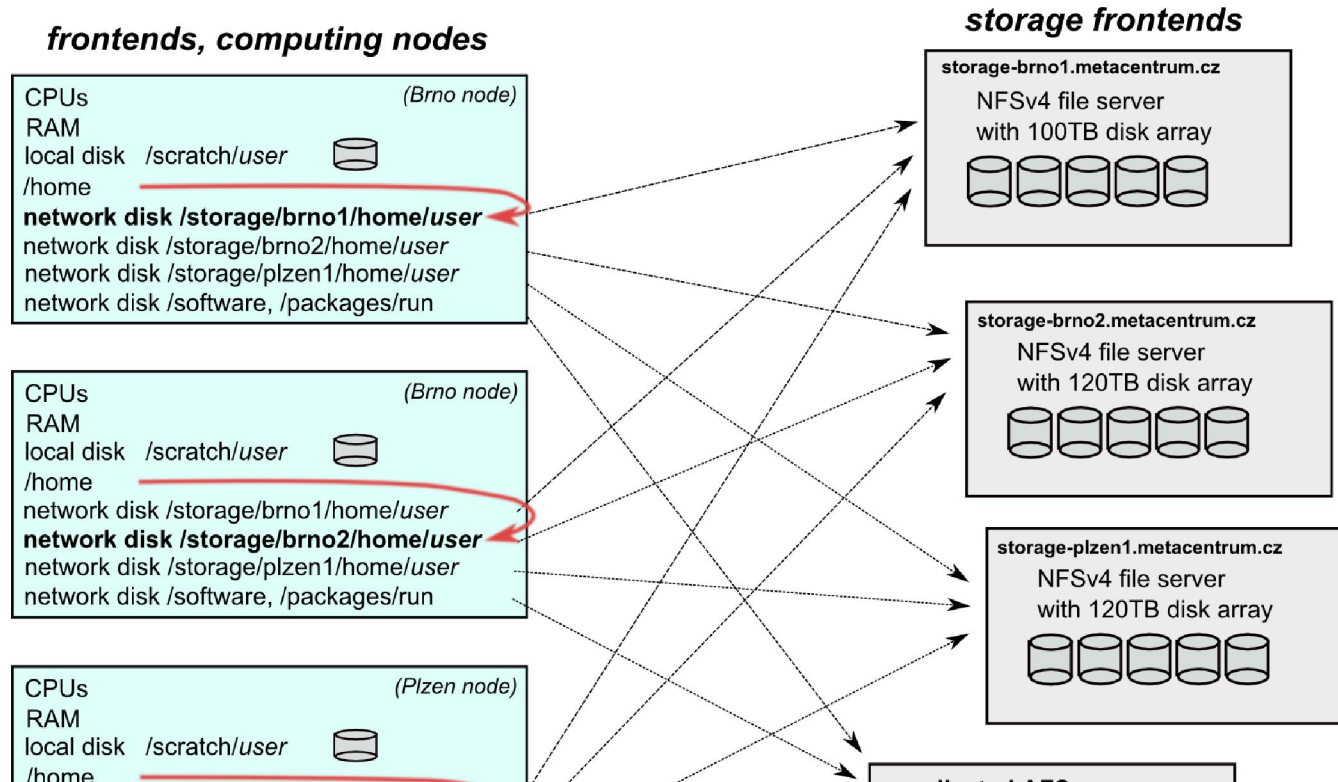 frontends, computing nodes
CPUs
(Brno node)
RAM
local disk /scratch/user
/home
network disk /storage/brno1/home/user
network disk /storage/brno2/home/user
network disk /storage/plzen1/home/user
network disk /software, /packages/run
CPUs
(Brno node)
RAM
local disk /scratch/user
/home
network disk /storage/brno1/home/user
network disk /storage/brno2/home/user
network disk /storage/plzen1/home/user
network disk /software, /packages/run
CPUs
(Plzen node)
RAM
local disk /scratch/user
/home
storage frontends
storage-brno1.metacentrum.cz
NFSv4 file server
with 100TB disk array
storage-brno2.metacentrum.cz
NFSv4 file server
with 120TB disk array
storage-plzen1.metacentrum.cz
NFSv4 file server
with 120TB disk array